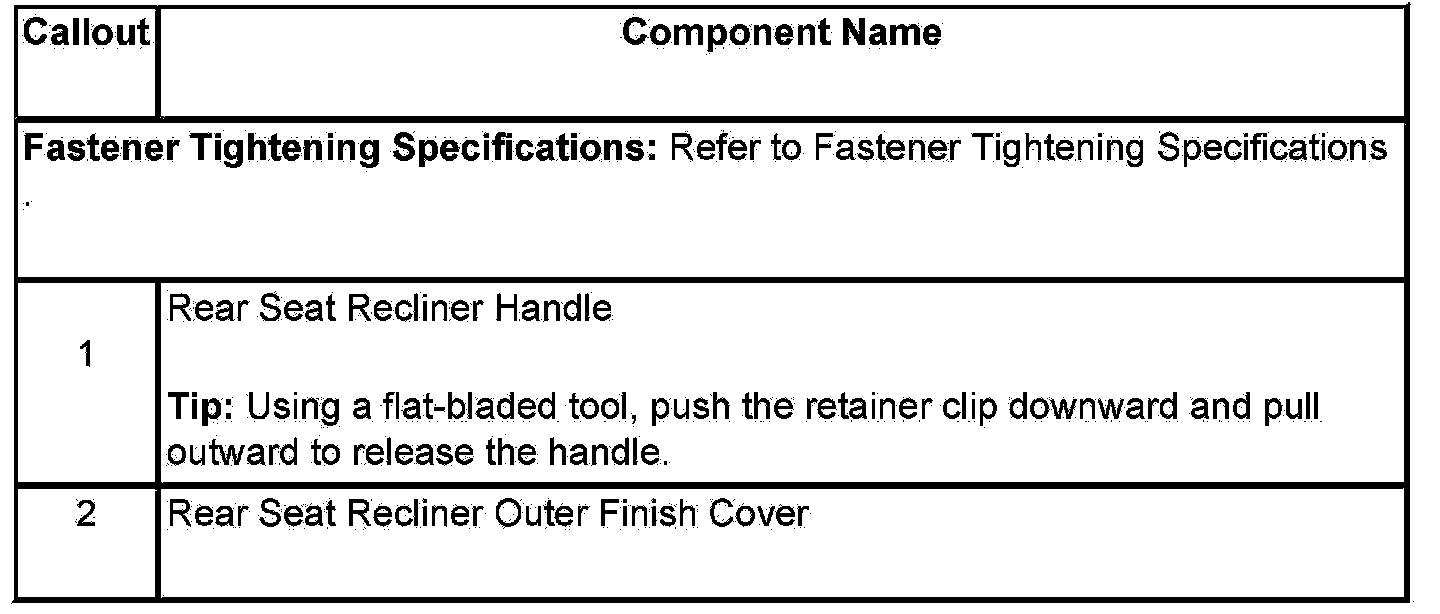 Callout
Component Name
Fastener Tightening Specifications: Refer to Fastener Tightening Specifications
.
1
Rear Seat Recliner Handle
Tip: Using a flat-bladed tool, push the retainer clip downward and pull
outward to release the handle.
2
Rear Seat Recliner Outer Finish Cover